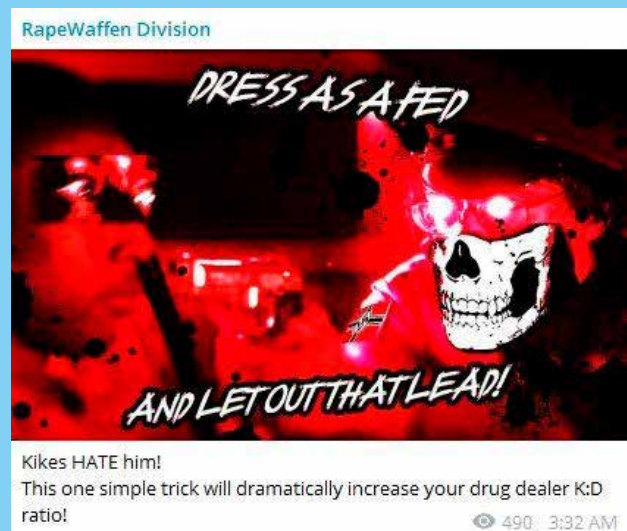 RapeWaffen Division
DRESS AS A FED
AND LET OUT THAT LEAD!
Kikes HATE him!
This one simple trick will dramatically increase your drug dealer K:D
ratio!
490 3:32 AM